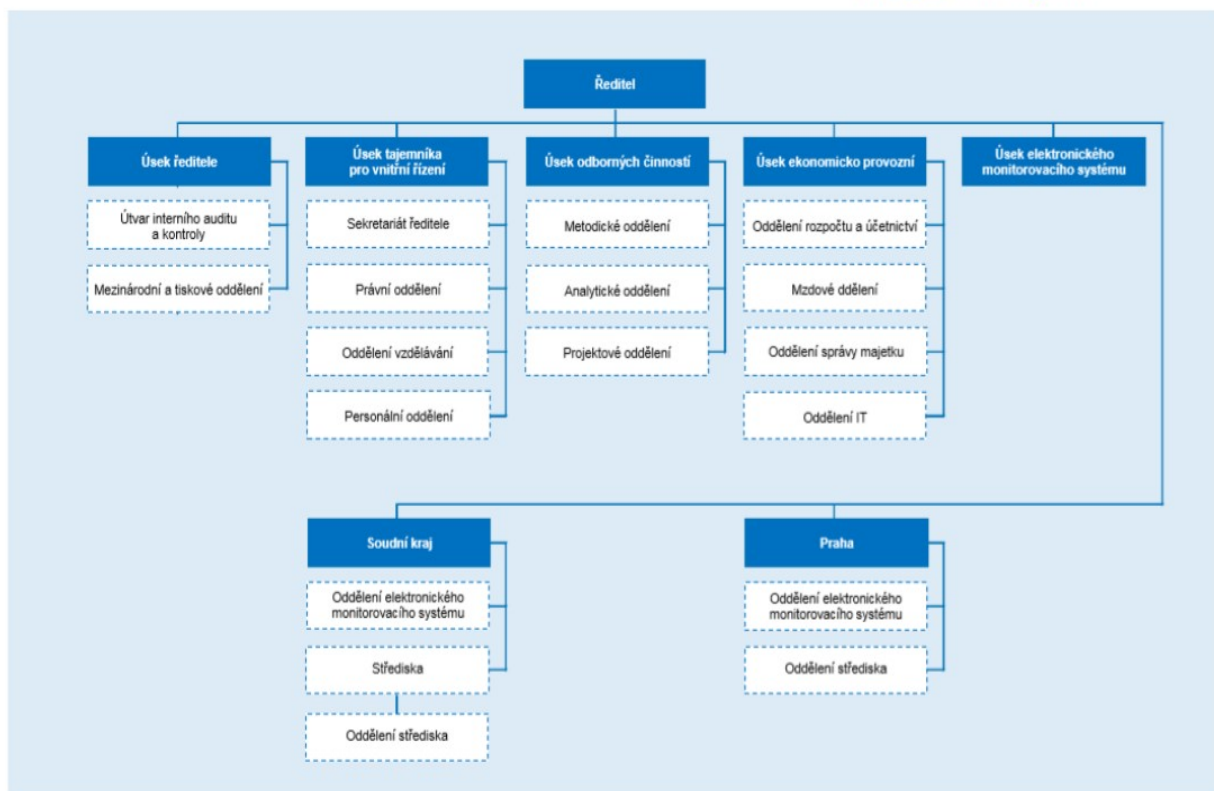 Ředitel
Úsek ředitele
Útvar interního auditu
a kontroly
Mezinárodní a tiskové oddělení
Úsek tajemníka
pro vnitřní řízení
Sekretariát ředitele
Právní oddělení
Oddělení vzdělávání
Personální oddělení
Úsek odborných činností
Metodické oddělení
Analytické oddělení
Projektové oddělení
Úsek ekonomicko provozní
Oddělení rozpočtu a účetnictví
Mzdové ddělení
Oddělení správy majetku
Oddělení IT
Úsek elektronického
monitorovacího systému
Soudní kraj
Oddělení elektronického
monitorovacího systému
Střediska
Oddělení střediska
Praha
Oddělení elektronického
monitorovacího systému
Oddělení střediska